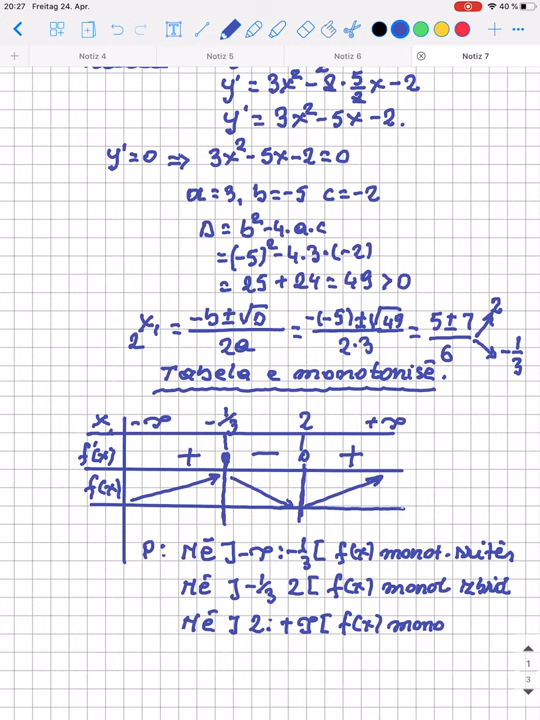 20:27 Freitag 24. Apr. 40 %
Notiz 4 Notiz 5 Notiz 6 Notiz 7
y' = 3x² - 2 · 5/2 x - 2
y' = 3x² - 5x - 2.
y' = 0 ⇒ 3x² - 5x - 2 = 0
a = 3, b = -5 c = -2
D = b² - 4 · a · c
= (-5)² - 4 · 3 · (-2)
= 25 + 24 = 49 > 0
x₁ 2 = (-b ± √D)/2a = (-(-5) ± √49)/(2·3) = (5 ± 7)/6 2 -1/3
Tabela e monotonisë.
x -∞ -1/3 2 +∞
f'(x) + 0 - 0 +
f(x)
P: Në ]-∞ : -1/3[ f(x) monot. rritës
Në ]-1/3 2[ f(x) monot zbrid
Në ]2 : +∞[ f(x) mono
1
3